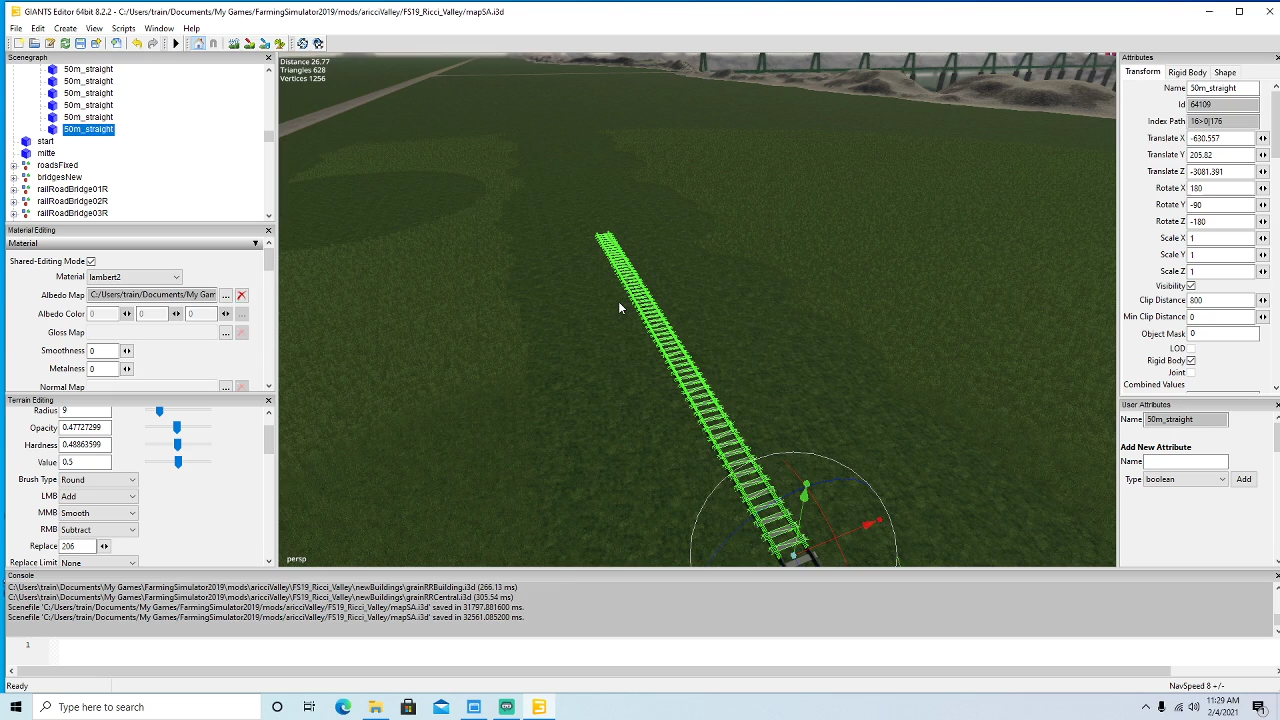 GIANTS Editor 64bit 8.2.2 - C:/Users/train/Documents/My Games/FarmingSimulator2019/mods/aricciValley/FS19_Ricci_Valley/mapSA.i3d
File Edit Create View Scripts Window Help
Scenegraph
50m_straight
50m_straight
50m_straight
50m_straight
50m_straight
50m_straight
start
mitte
roadsFixed
bridgesNew
railRoadBridge01R
railRoadBridge02R
railRoadBridge03R
Material Editing
Material
Shared-Editing Mode
Material lambert2
Albedo Map C:/Users/train/Documents/My Gam ...
Albedo Color 0 0 0 ...
Gloss Map ...
Smoothness 0
Metalness 0
Normal Map ...
Terrain Editing
Radius 9
Opacity 0.47727299
Hardness 0.48863599
Value 0.5
Brush Type Round
LMB Add
MMB Smooth
RMB Subtract
Replace 206
Replace Limit None
Distance 26.77
Triangles 628
Vertices 1256
persp
Attributes
Transform Rigid Body Shape
Name 50m_straight
Id 64109
Index Path 16>0|176
Translate X -630.557
Translate Y 205.82
Translate Z -3081.391
Rotate X 180
Rotate Y -90
Rotate Z -180
Scale X 1
Scale Y 1
Scale Z 1
Visibility
Clip Distance 800
Min Clip Distance 0
Object Mask 0
LOD
Rigid Body
Joint
Combined Values
User Attributes
Name 50m_straight
Add New Attribute
Name
Type boolean Add
Console
C:\Users\train\Documents\My Games\FarmingSimulator2019\mods\aricciValley\FS19_Ricci_Valley\newBuildings\grainRRBuilding.i3d (266.13 ms)
C:\Users\train\Documents\My Games\FarmingSimulator2019\mods\aricciValley\FS19_Ricci_Valley\newBuildings\grainRRCentral.i3d (305.54 ms)
Scenefile 'C:/Users/train/Documents/My Games/FarmingSimulator2019/mods/aricciValley/FS19_Ricci_Valley/mapSA.i3d' saved in 31797.881600 ms.
Scenefile 'C:/Users/train/Documents/My Games/FarmingSimulator2019/mods/aricciValley/FS19_Ricci_Valley/mapSA.i3d' saved in 32561.085200 ms.
1
Ready
NavSpeed 8 +/-
Type here to search
11:29 AM
2/4/2021